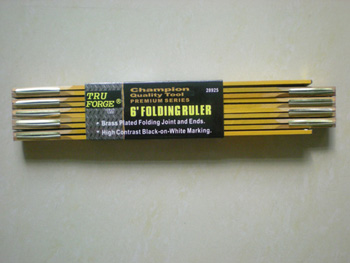 TRU
FORGE®
Champion
Quality Tool
PREMIUM SERIES
20925
6' FOLDING RULER
• Brass Plated Folding Joint and Ends.
• High Contrast Black-on-White Marking.